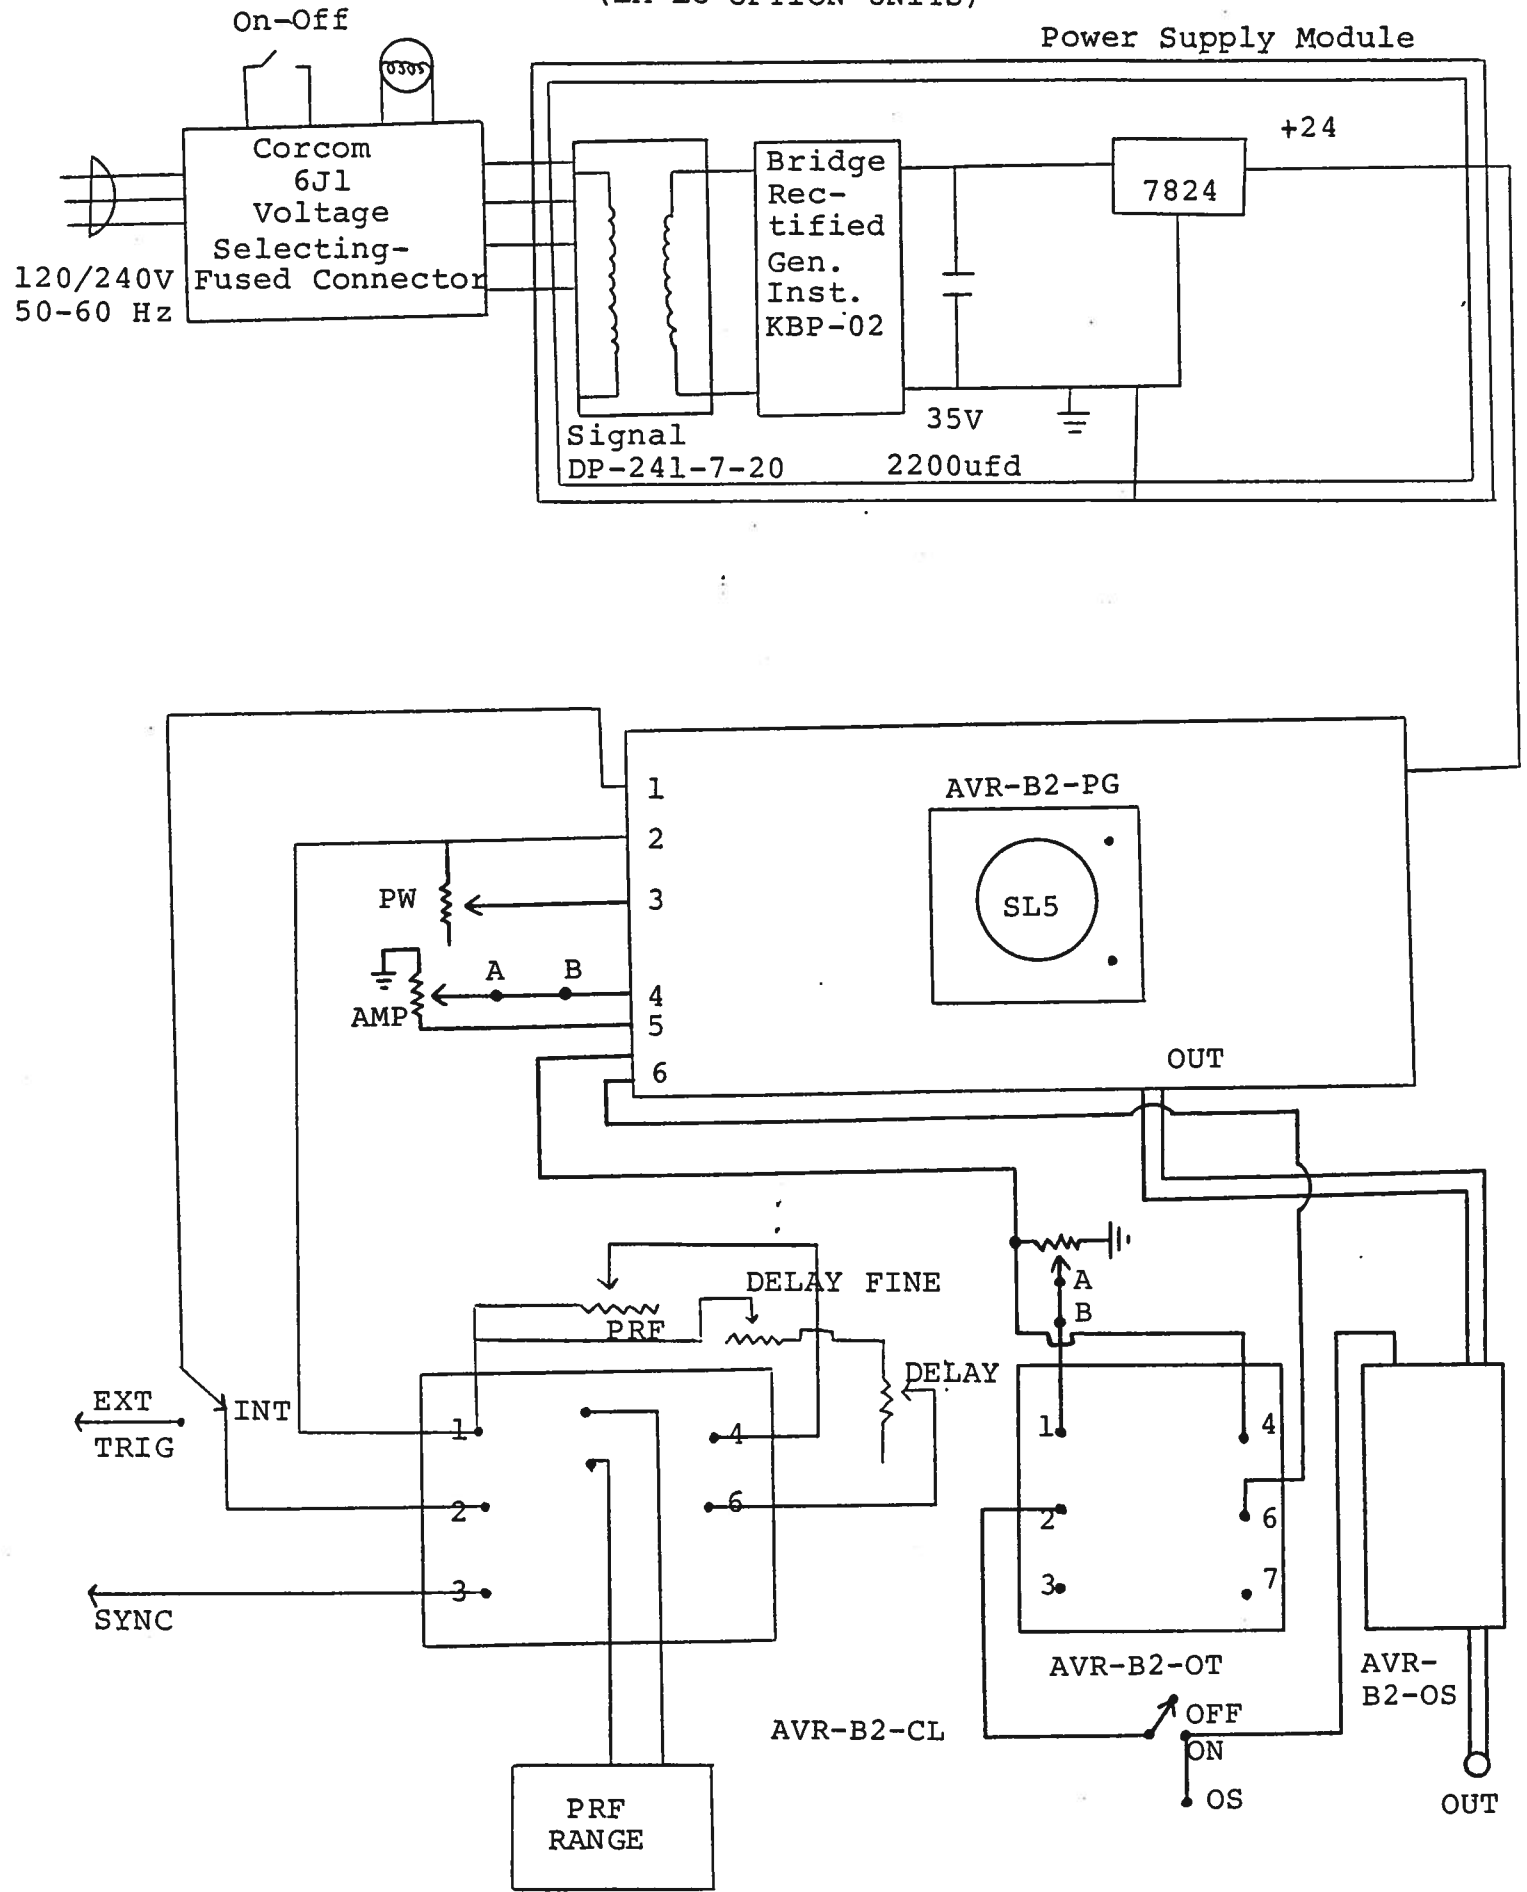 (EA EO OPTION UNITS)
On-Off
Power Supply Module
Corcom
6J1
Voltage
Selecting-
Fused Connector
120/240V
50-60 Hz
Bridge
Rec-
tified
Gen.
Inst.
KBP-02
7824
+24
Signal
DP-241-7-20
35V
2200ufd
AVR-B2-PG
SL5
1
2
3
4
5
6
PW
AMP
A
B
OUT
DELAY FINE
PRF
DELAY
EXT
TRIG
INT
SYNC
1
2
3
4
6
PRF
RANGE
AVR-B2-CL
A
B
1
2
3
4
6
7
AVR-B2-OT
OFF
ON
OS
AVR-
B2-OS
OUT